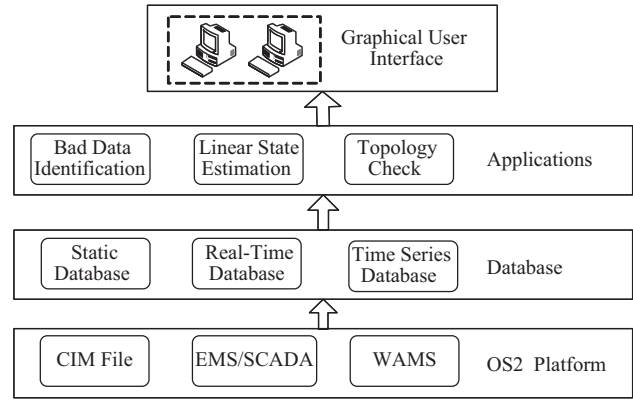 Graphical User
Interface
Bad Data
Identification
Linear State
Estimation
Topology
Check
Applications
Static
Database
Real-Time
Database
Time Series
Database
Database
CIM File
EMS/SCADA
WAMS
OS2 Platform